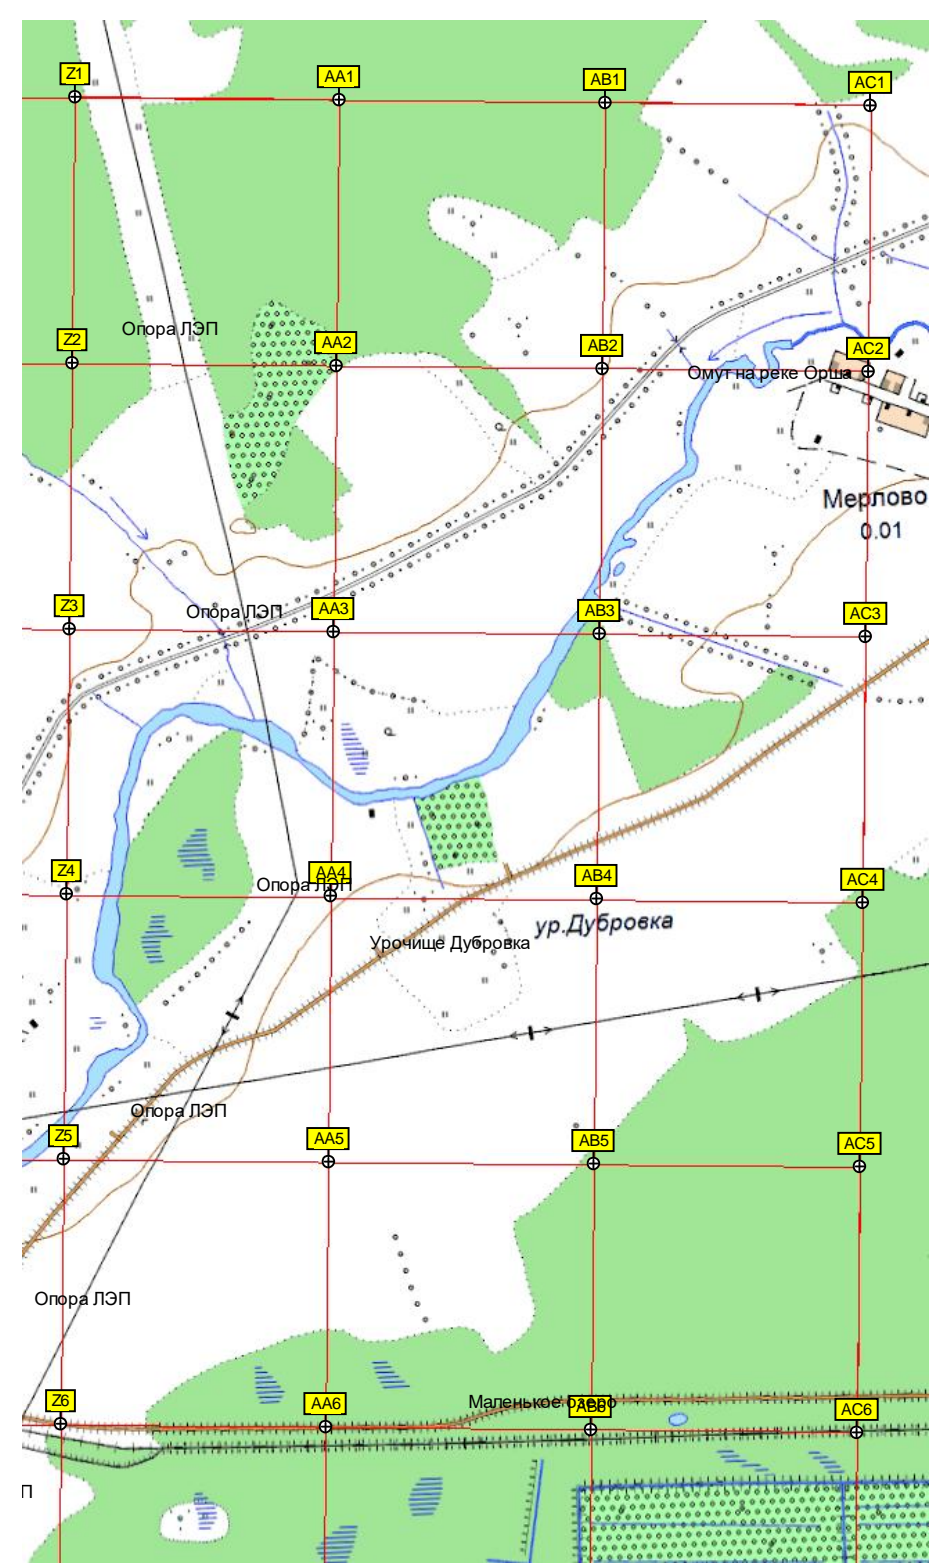 Z1
AA1
AB1
AC1
Опора ЛЭП
Z2
AA2
AB2
AC2
Омут на реке Орша
Мерлово
0.01
Z3
Опора ЛЭП
AA3
AB3
AC3
Z4
AA4
Опора ЛЭП
AB4
AC4
ур.Дубровка
Урочище Дубровка
Опора ЛЭП
Z5
AA5
AB5
AC5
Опора ЛЭП
Z6
AA6
Маленькое озеро
AB6
AC6
П